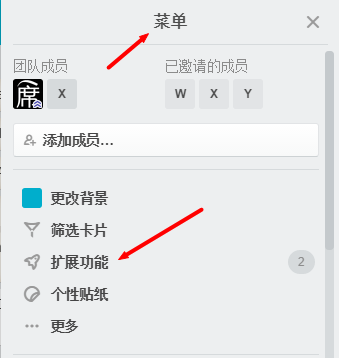 菜单
团队成员 已邀请的成员
席 X W X Y
添加成员...
更改背景
筛选卡片
扩展功能 2
个性贴纸
更多